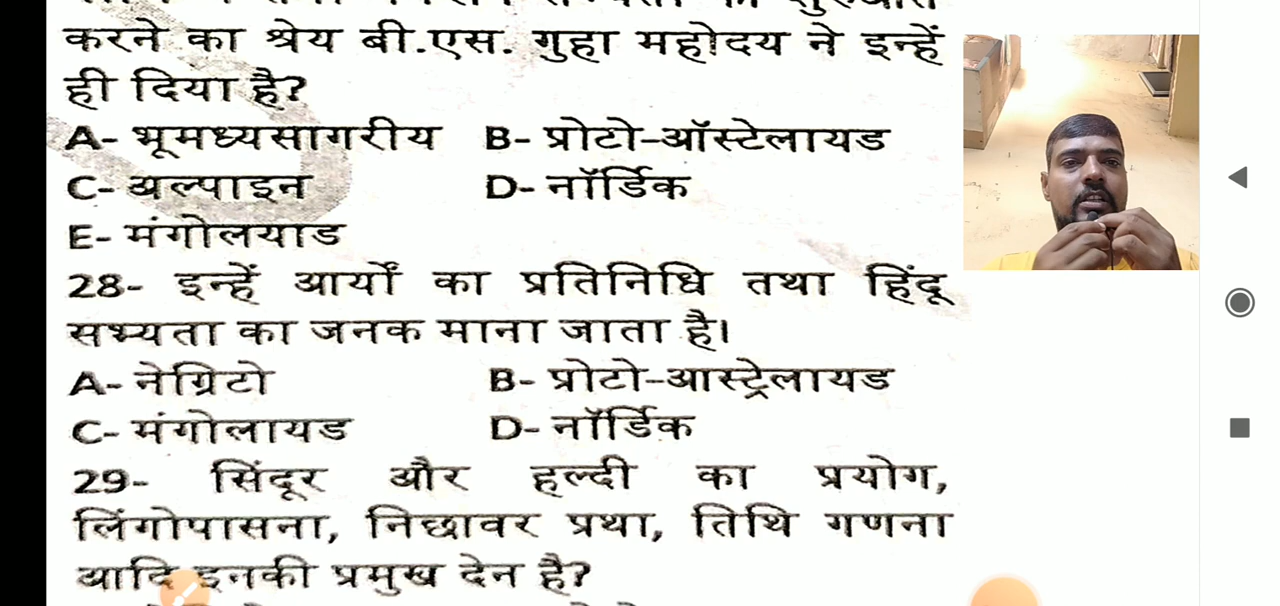 करने का श्रेय बी.एस. गुहा महोदय ने इन्हें
ही दिया है?
A- भूमध्यसागरीय B- प्रोटो-ऑस्टेलायड
C- अल्पाइन D- नॉर्डिक
E- मंगोलयाड
28- इन्हें आर्यों का प्रतिनिधि तथा हिंदू
सभ्यता का जनक माना जाता है।
A- नेग्रिटो B- प्रोटो-आस्ट्रेलायड
C- मंगोलायड D- नॉर्डिक
29- सिंदूर और हल्दी का प्रयोग,
लिंगोपासना, निछावर प्रथा, तिथि गणना
आदि इनकी प्रमुख देन है?